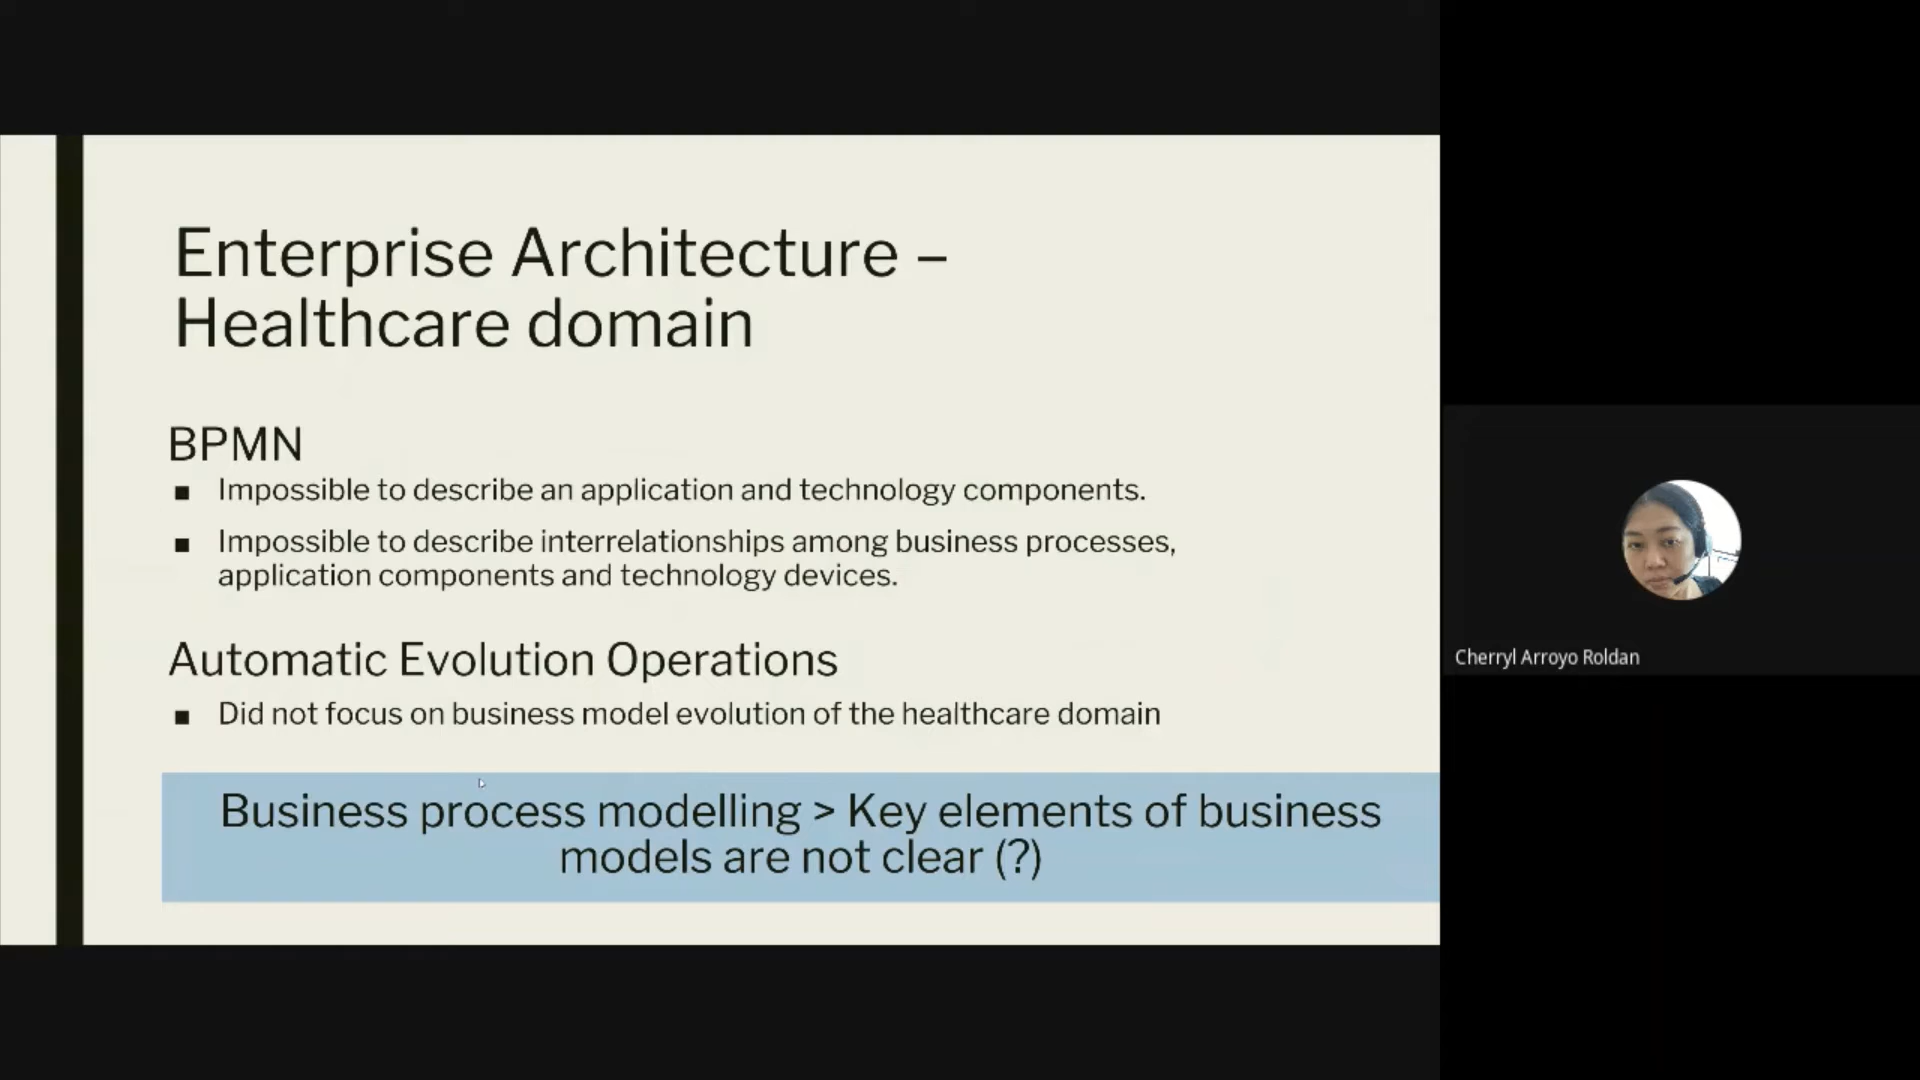 Enterprise Architecture –
Healthcare domain
BPMN
■ Impossible to describe an application and technology components.
■ Impossible to describe interrelationships among business processes,
application components and technology devices.
Automatic Evolution Operations
■ Did not focus on business model evolution of the healthcare domain
Business process modelling > Key elements of business
models are not clear (?)
Cherryl Arroyo Roldan